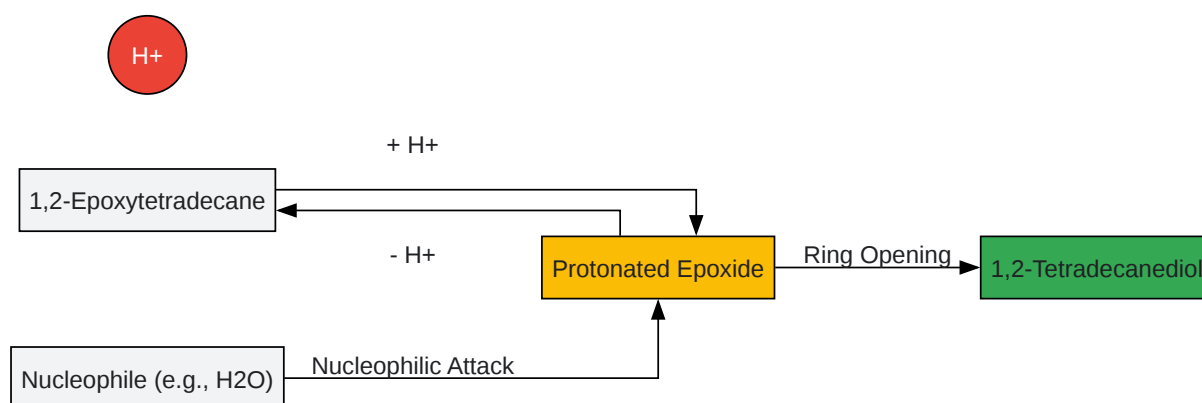 H+
+ H+
1,2-Epoxytetradecane
- H+
Protonated Epoxide
Ring Opening
1,2-Tetradecanediol
Nucleophile (e.g., H2O)
Nucleophilic Attack